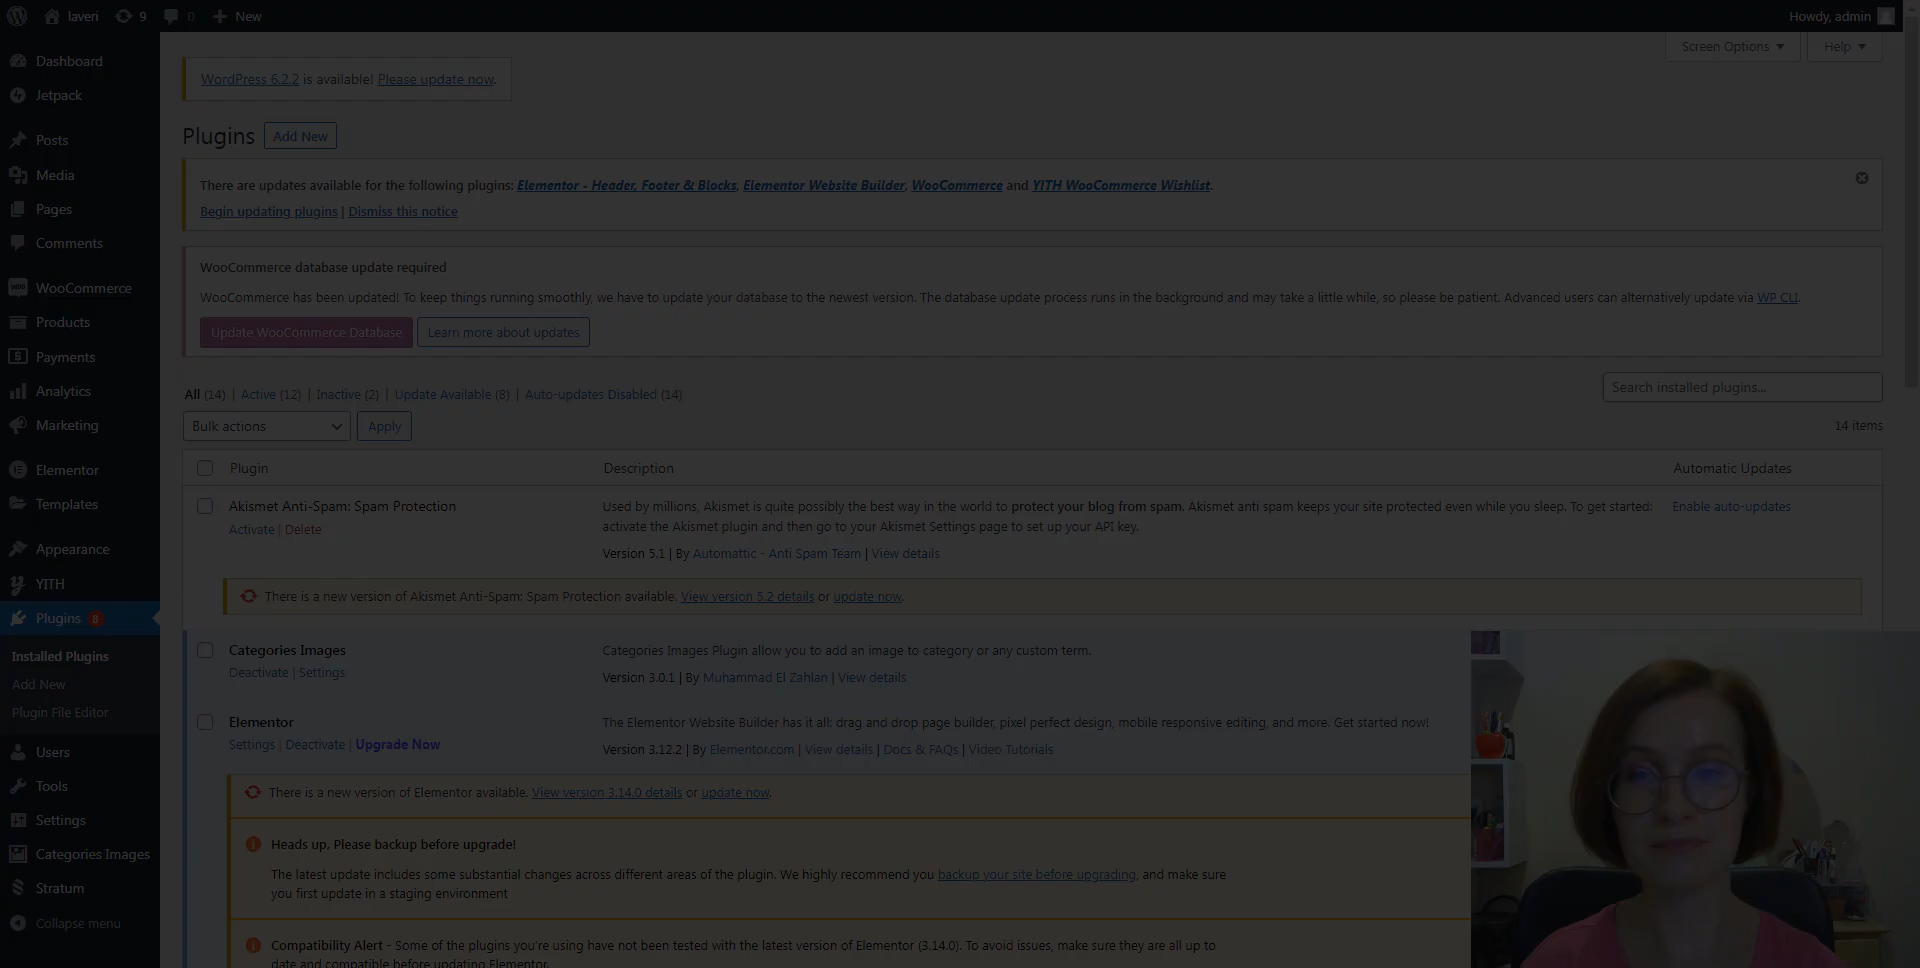 laveri 9 0 New Howdy, admin
Screen Options Help
WordPress 6.2.2 is available! Please update now.
Plugins Add New
There are updates available for the following plugins: Elementor - Header, Footer & Blocks, Elementor Website Builder, WooCommerce and YITH WooCommerce Wishlist.
Begin updating plugins | Dismiss this notice
WooCommerce database update required
WooCommerce has been updated! To keep things running smoothly, we have to update your database to the newest version. The database update process runs in the background and may take a little while, so please be patient. Advanced users can alternatively update via WP CLI.
Update WooCommerce Database Learn more about updates
All (14) | Active (12) | Inactive (2) | Update Available (8) | Auto-updates Disabled (14)
Search installed plugins...
Bulk actions Apply
14 items
Plugin Description Automatic Updates
Akismet Anti-Spam: Spam Protection
Activate | Delete
Used by millions, Akismet is quite possibly the best way in the world to protect your blog from spam. Akismet anti spam keeps your site protected even while you sleep. To get started:
activate the Akismet plugin and then go to your Akismet Settings page to set up your API key.
Version 5.1 | By Automattic - Anti Spam Team | View details
Enable auto-updates
There is a new version of Akismet Anti-Spam: Spam Protection available. View version 5.2 details or update now.
Categories Images
Deactivate | Settings
Categories Images Plugin allow you to add an image to category or any custom term.
Version 3.0.1 | By Muhammad El Zahlan | View details
Elementor
Settings | Deactivate | Upgrade Now
The Elementor Website Builder has it all: drag and drop page builder, pixel perfect design, mobile responsive editing, and more. Get started now!
Version 3.12.2 | By Elementor.com | View details | Docs & FAQs | Video Tutorials
There is a new version of Elementor available. View version 3.14.0 details or update now.
Heads up, Please backup before upgrade!
The latest update includes some substantial changes across different areas of the plugin. We highly recommend you backup your site before upgrading, and make sure
you first update in a staging environment
Compatibility Alert - Some of the plugins you're using have not been tested with the latest version of Elementor (3.14.0). To avoid issues, make sure they are all up to
date and compatible before updating Elementor.
Dashboard
Jetpack
Posts
Media
Pages
Comments
WooCommerce
Products
Payments
Analytics
Marketing
Elementor
Templates
Appearance
YITH
Plugins 8
Installed Plugins
Add New
Plugin File Editor
Users
Tools
Settings
Categories Images
Stratum
Collapse menu